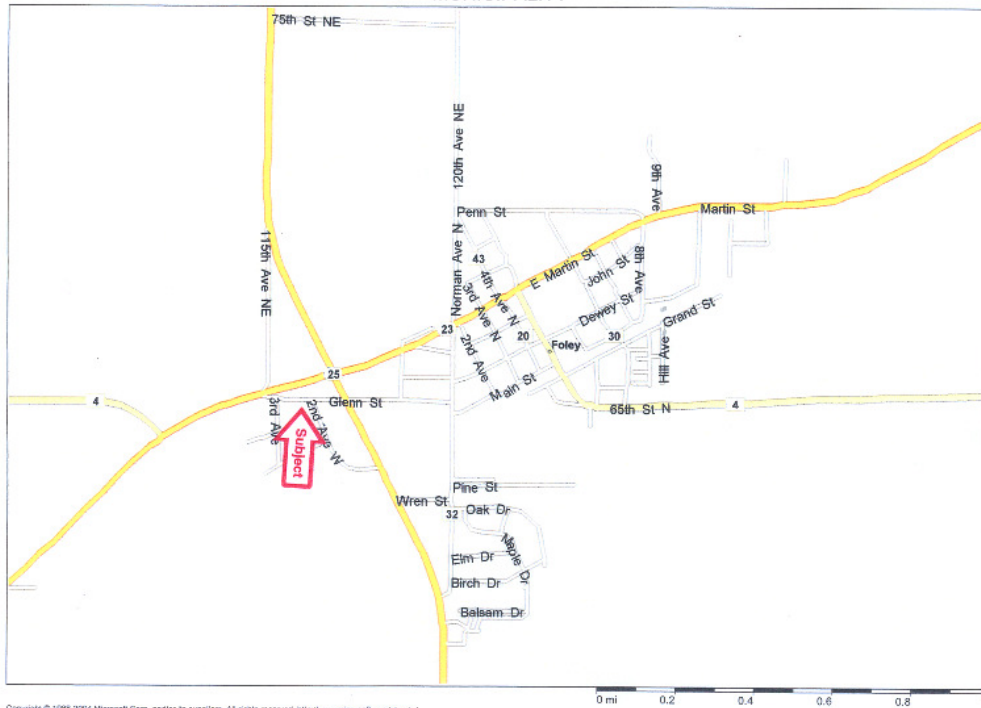 75th St NE
120th Ave NE
9th Ave
Martin St
Penn St
115th Ave NE
Norman Ave N
43
E Martin St
John St
8th Ave
4th Ave N
3rd Ave N
Dewey St
Grand St
23
20
30
Foley
2nd Ave
Hill Ave
25
Main St
4
3rd Ave
2nd Ave W
Glenn St
65th St N
4
Subject
Pine St
Wren St
32
Oak Dr
Maple Dr
Elm Dr
Birch Dr
Balsam Dr
0 mi
0.2
0.4
0.6
0.8